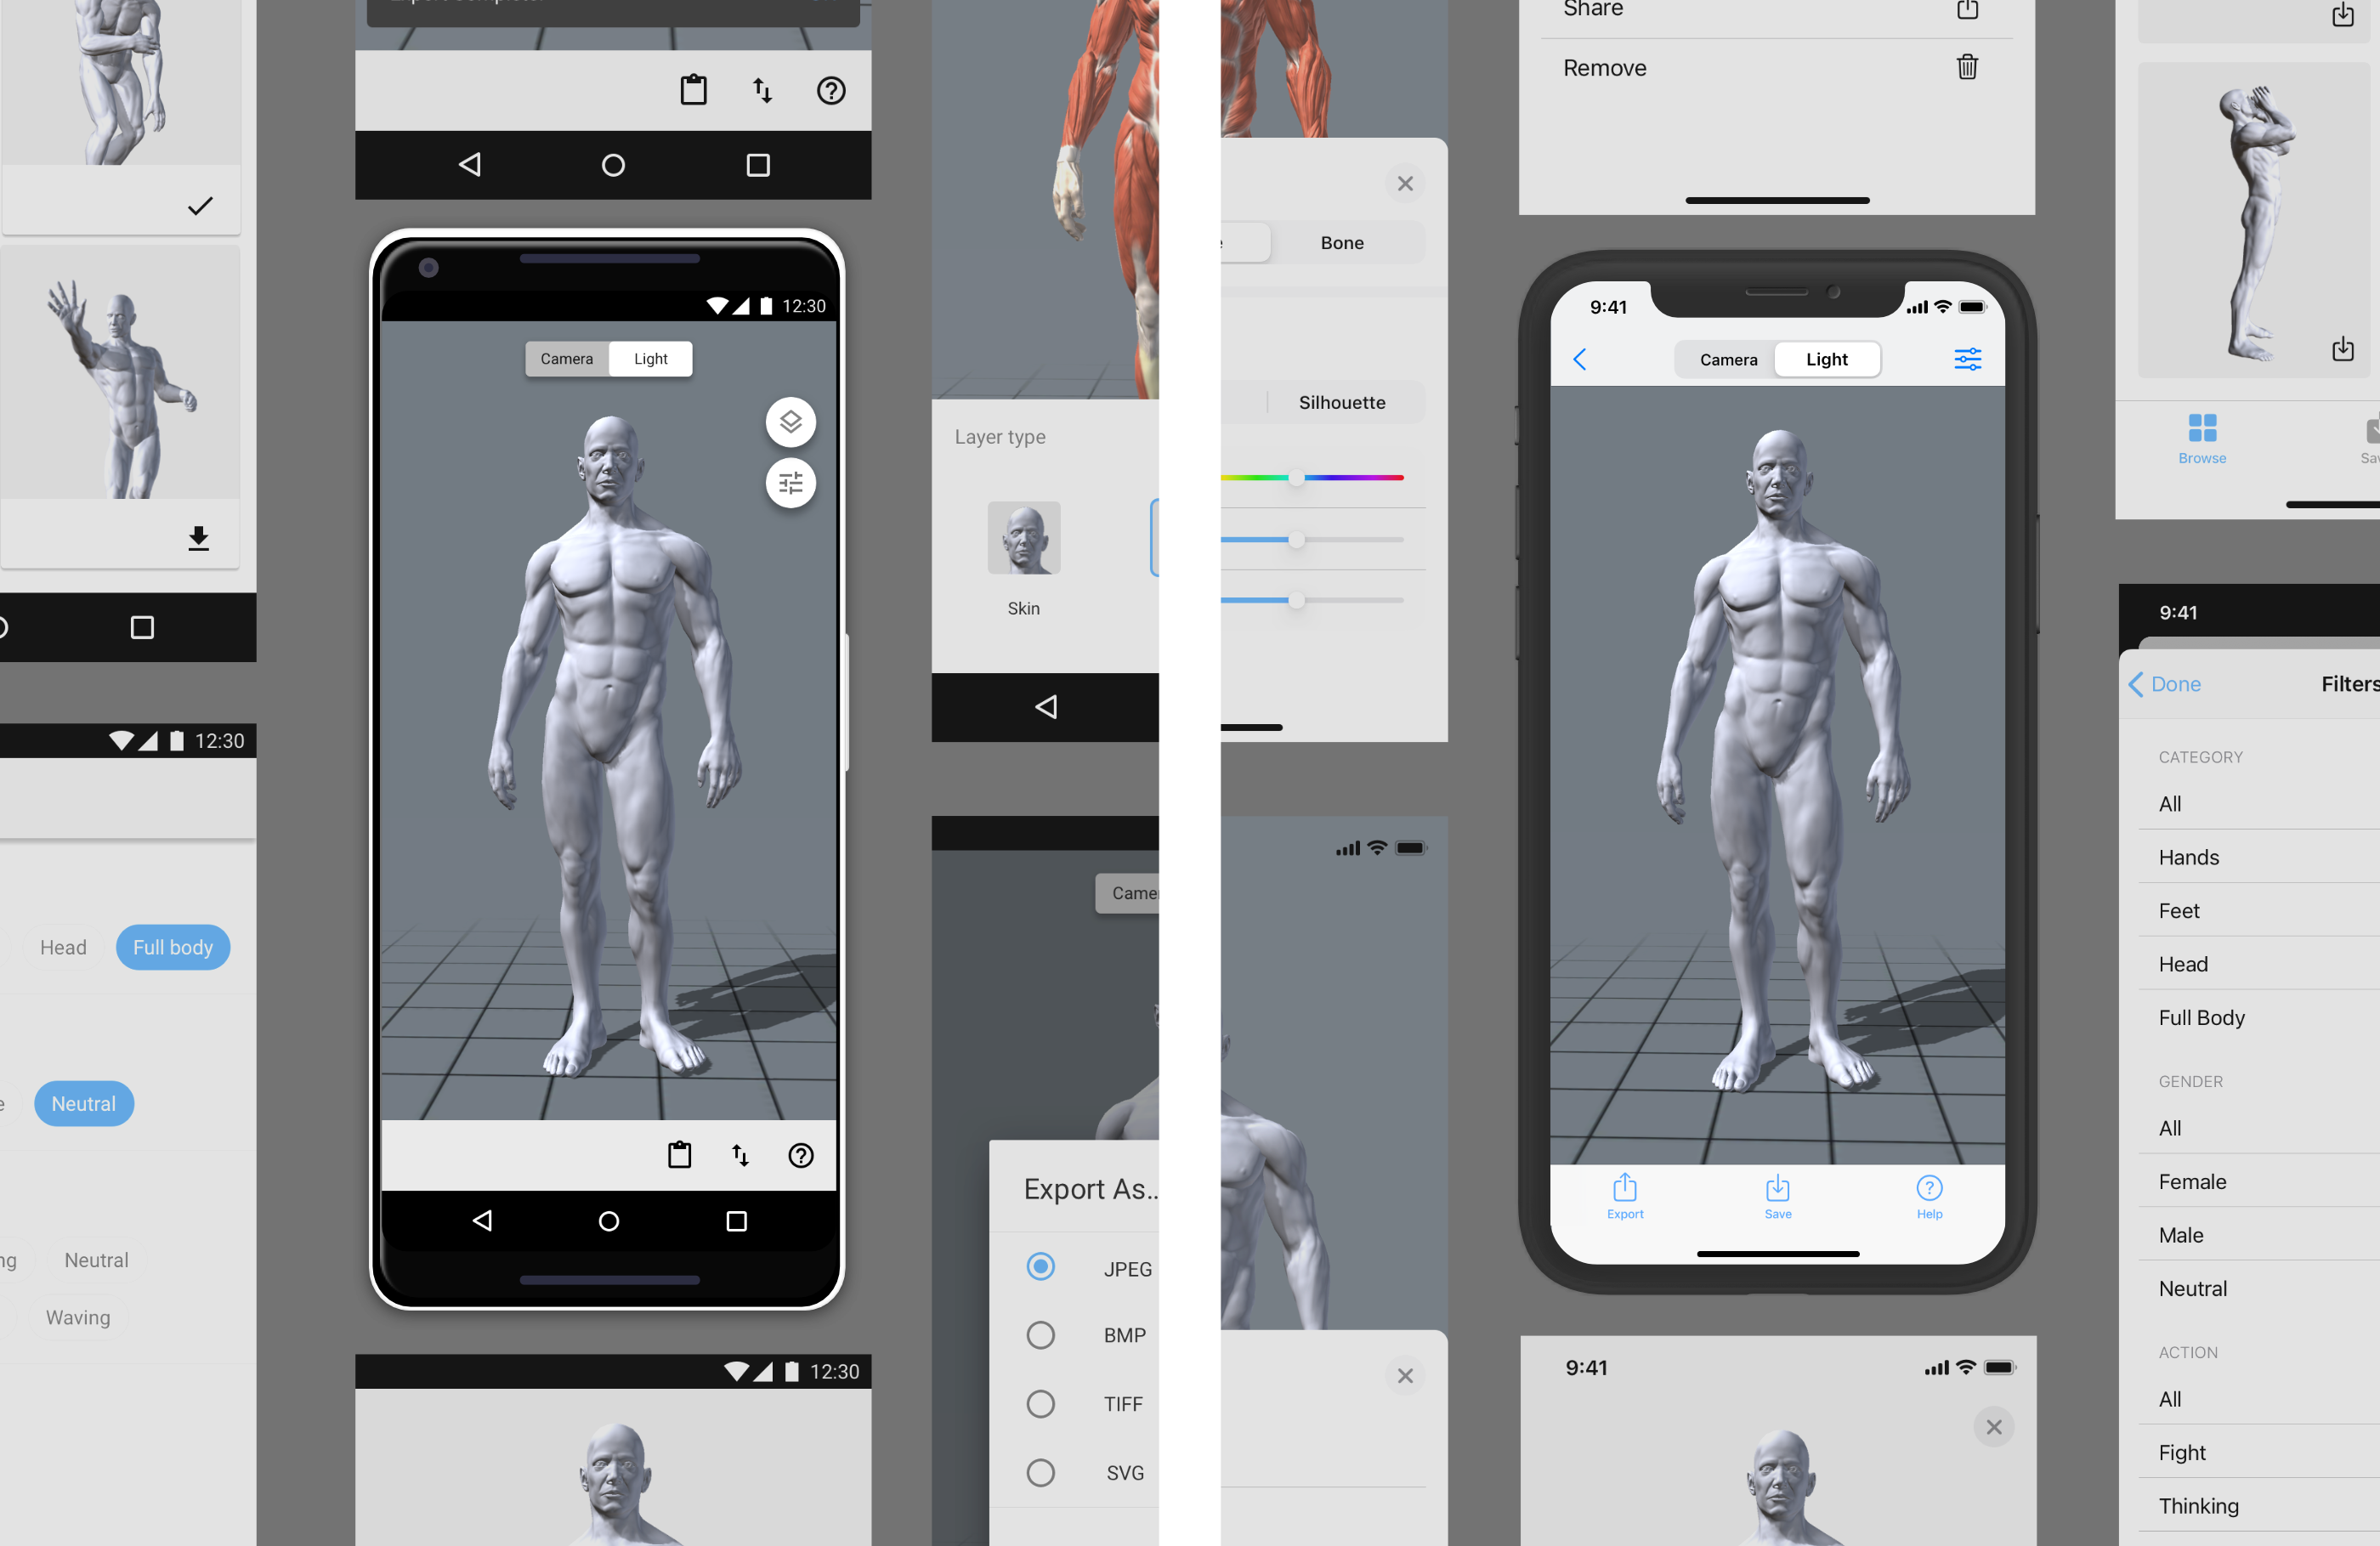 12:30
Head
Full body
Neutral
Neutral
Waving
12:30
Camera
Light
12:30
Layer type
Skin
Export As..
JPEG
BMP
TIFF
SVG
Bone
Silhouette
Share
Remove
9:41
Camera
Light
Export
Save
Help
9:41
Browse
9:41
Done
Filters
CATEGORY
All
Hands
Feet
Head
Full Body
GENDER
All
Female
Male
Neutral
ACTION
All
Fight
Thinking